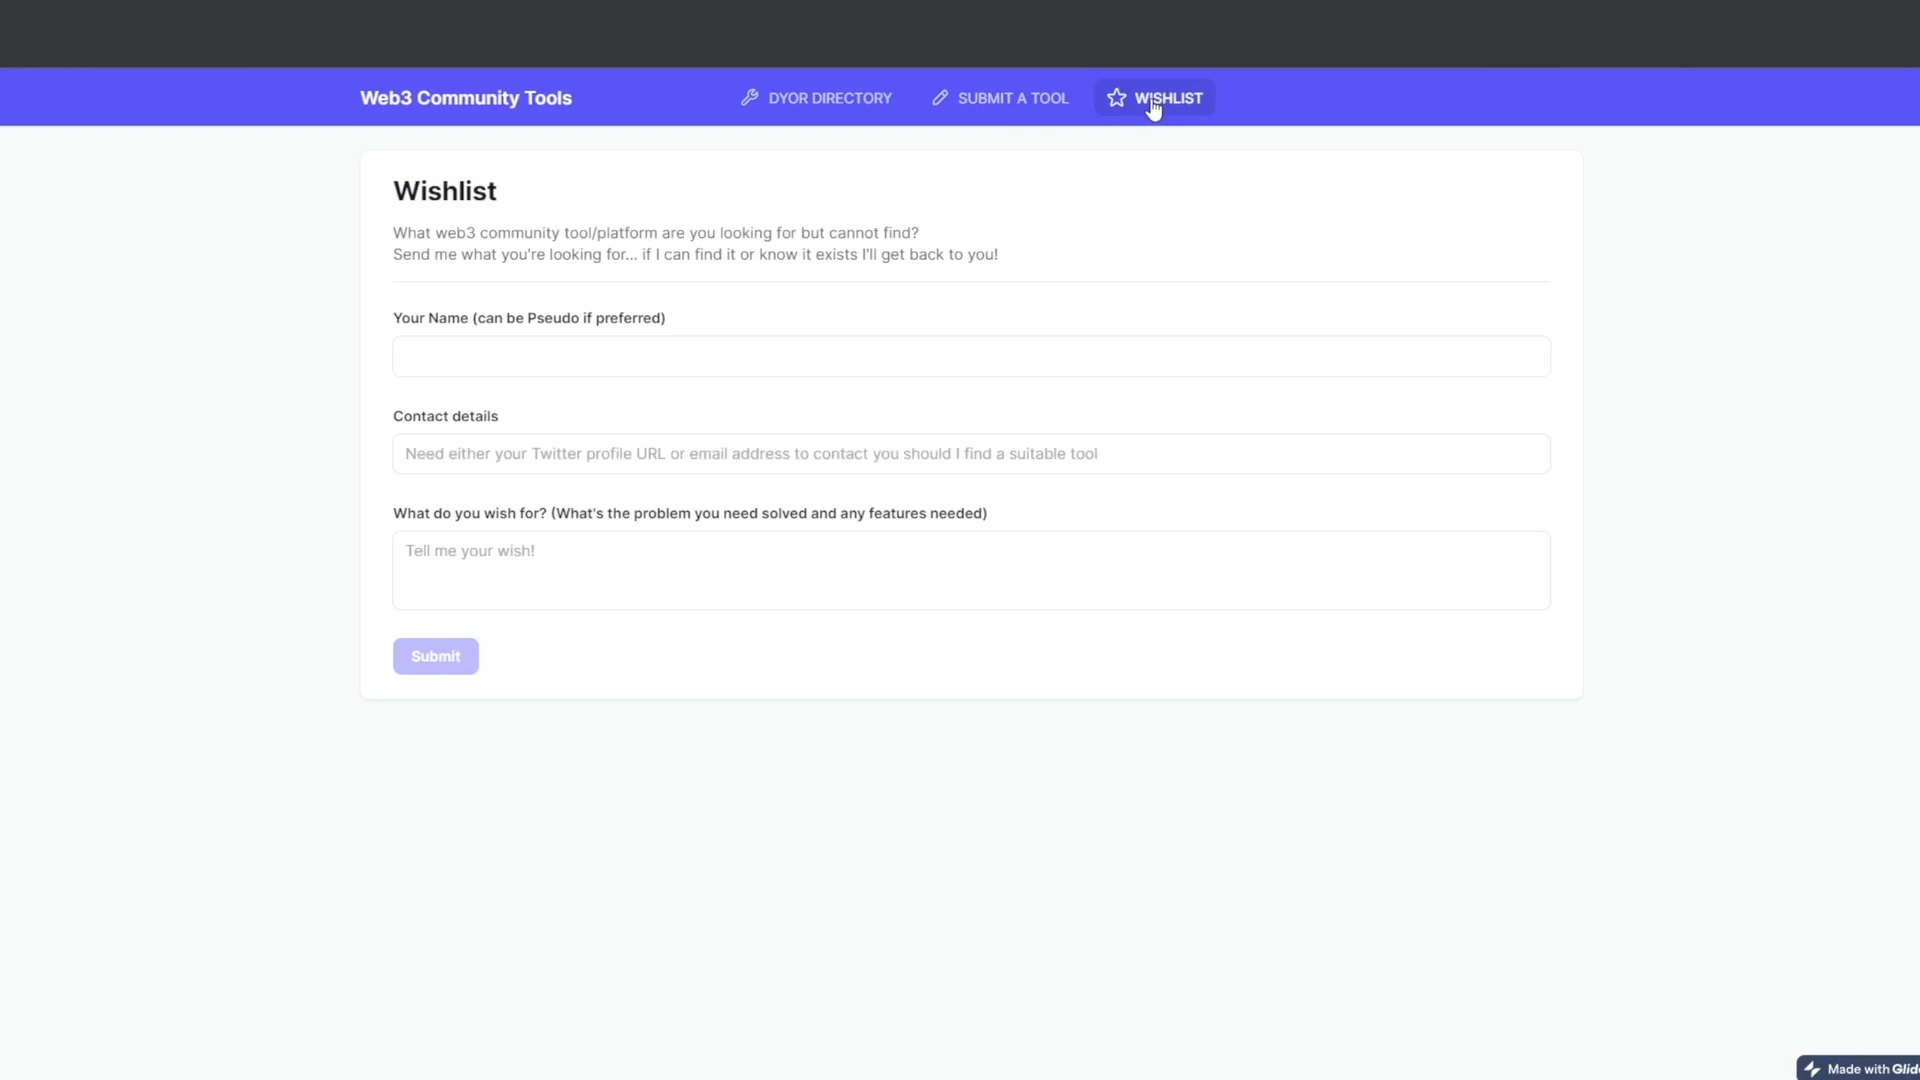 Web3 Community Tools
DYOR DIRECTORY
SUBMIT A TOOL
WISHLIST
Wishlist
What web3 community tool/platform are you looking for but cannot find?
Send me what you're looking for... if I can find it or know it exists I'll get back to you!
Your Name (can be Pseudo if preferred)
Contact details
Need either your Twitter profile URL or email address to contact you should I find a suitable tool
What do you wish for? (What's the problem you need solved and any features needed)
Tell me your wish!
Submit
Made with Glide